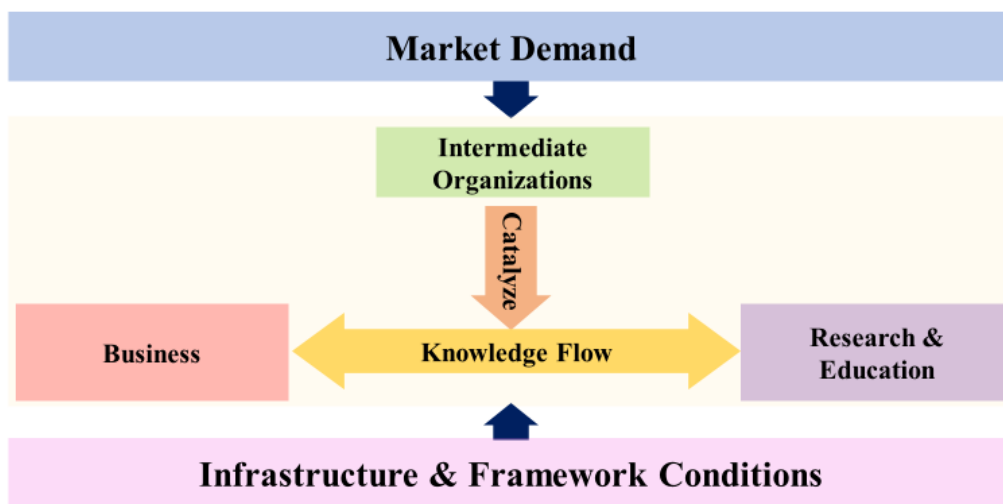 Market Demand
Intermediate
Organizations
Catalyze
Business
Knowledge Flow
Research &
Education
Infrastructure & Framework Conditions